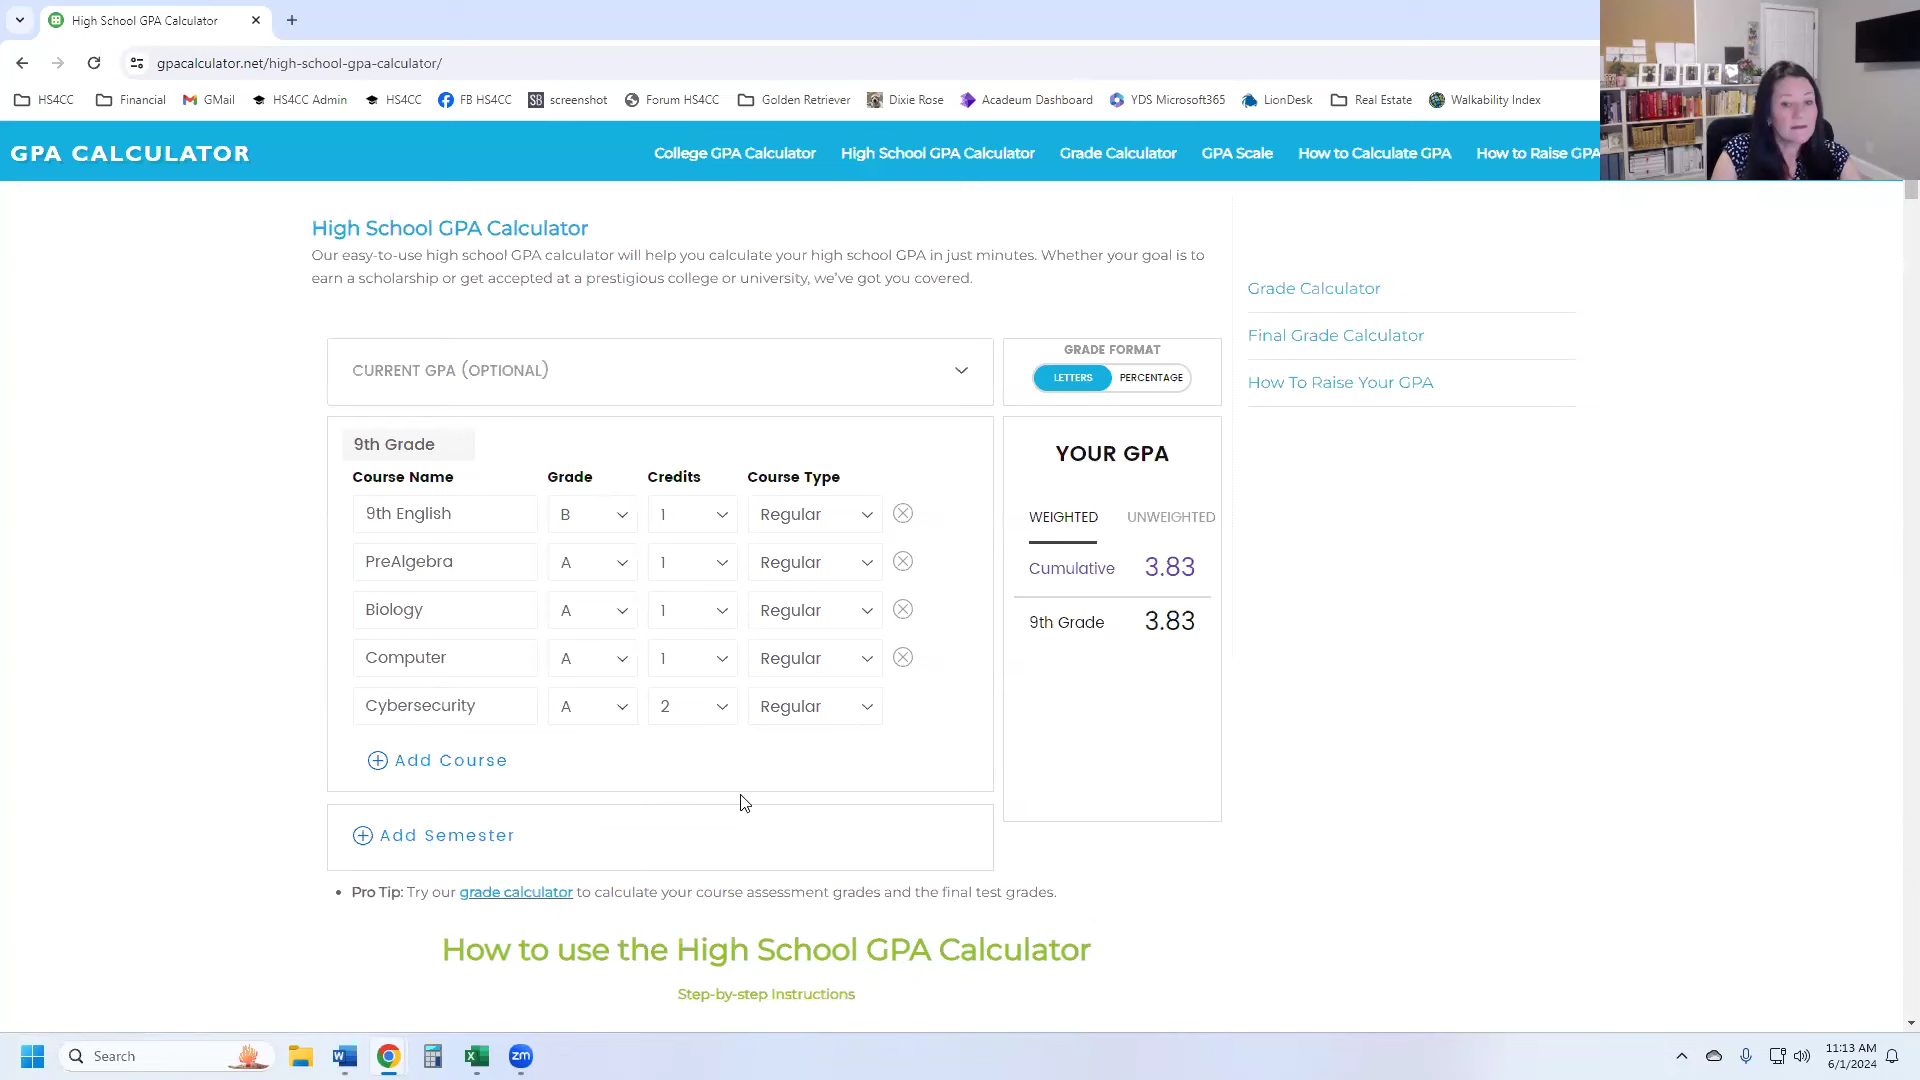 High School GPA Calculator
gpacalculator.net/high-school-gpa-calculator/
HS4CC Financial GMail HS4CC Admin HS4CC FB HS4CC SB screenshot Forum HS4CC Golden Retriever Dixie Rose Acadeum Dashboard YDS Microsoft365 LionDesk Real Estate Walkability Index
GPA CALCULATOR College GPA Calculator High School GPA Calculator Grade Calculator GPA Scale How to Calculate GPA How to Raise GPA
High School GPA Calculator
Our easy-to-use high school GPA calculator will help you calculate your high school GPA in just minutes. Whether your goal is to
earn a scholarship or get accepted at a prestigious college or university, we've got you covered.
Grade Calculator
Final Grade Calculator
How To Raise Your GPA
CURRENT GPA (OPTIONAL)
GRADE FORMAT
LETTERS PERCENTAGE
9th Grade
Course Name Grade Credits Course Type
9th English B 1 Regular
PreAlgebra A 1 Regular
Biology A 1 Regular
Computer A 1 Regular
Cybersecurity A 2 Regular
Add Course
YOUR GPA
WEIGHTED UNWEIGHTED
Cumulative 3.83
9th Grade 3.83
Add Semester
• Pro Tip: Try our grade calculator to calculate your course assessment grades and the final test grades.
How to use the High School GPA Calculator
Step-by-step Instructions
Search
zm
11:13 AM
6/1/2024